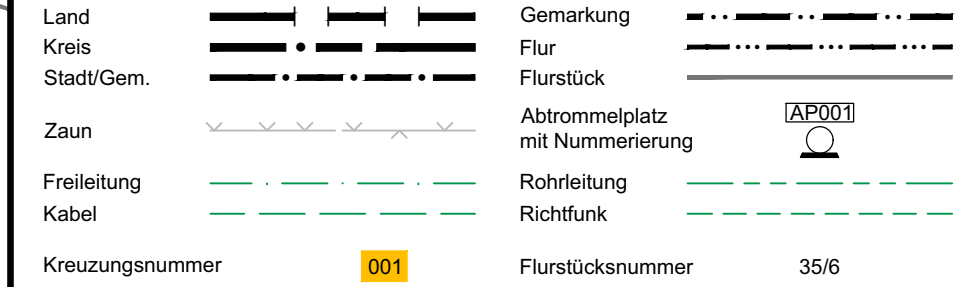 Land
Kreis
Stadt/Gem.
Zaun
Freileitung
Kabel
Kreuzungsnummer 001
Gemarkung
Flur
Flurstück
Abtrommelplatz
mit Nummerierung
AP001
Rohrleitung
Richtfunk
Flurstücksnummer 35/6